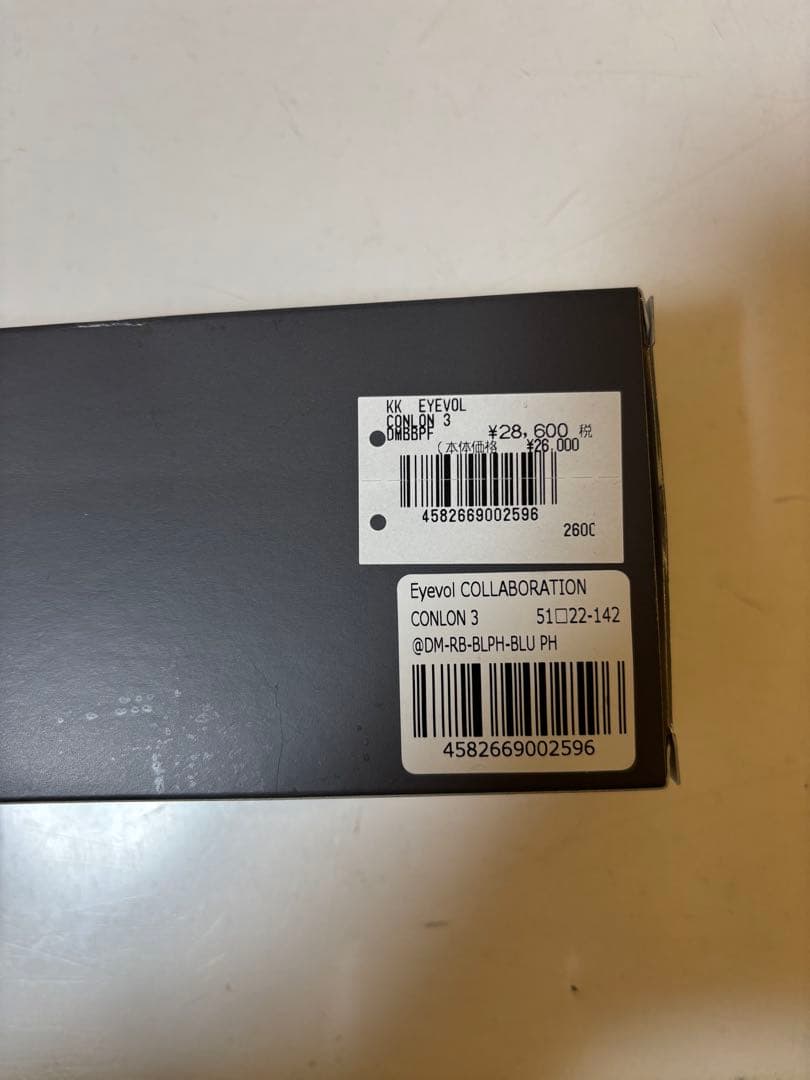 KK EYEVOL
CONLON 3
DMBBPF ¥28,600 税
(本体価格 ¥26,000
4582669002596
2600
Eyevol COLLABORATION
CONLON 3 51□22-142
@DM-RB-BLPH-BLU PH
4582669002596